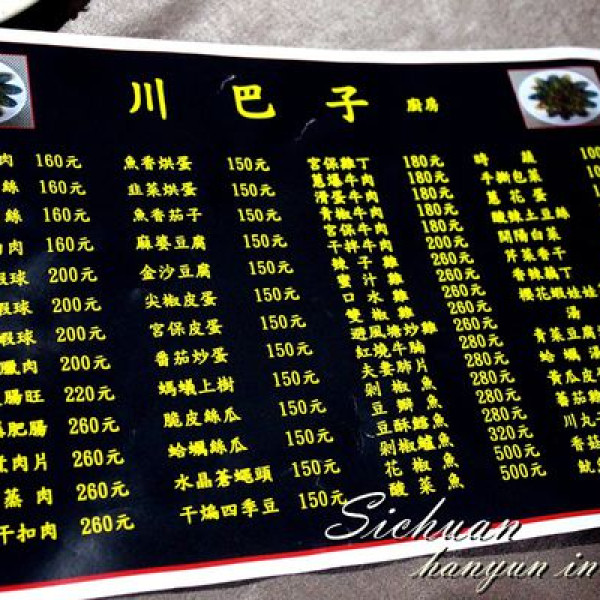 川巴子 廚房
肉 160元
絲 160元
絲 160元
肉 160元
蝦球 200元
蝦球 200元
蝦球 200元
臘肉 200元
腸旺 220元
肥腸 260元
肉片 260元
蒸肉 260元
干扣肉 260元
魚香烘蛋 150元
韭菜烘蛋 150元
魚香茄子 150元
麻婆豆腐 150元
金沙豆腐 150元
尖椒皮蛋 150元
宮保皮蛋 150元
番茄炒蛋 150元
螞蟻上樹 150元
脆皮絲瓜 150元
蛤蠣絲瓜 150元
水晶蒼蠅頭 150元
干煸四季豆 150元
宮保雞丁 180元
蔥爆牛肉 180元
滑蛋牛肉 180元
青椒牛肉 180元
宮保牛肉 180元
干拌牛肉 200元
辣子雞 240元
蜜汁雞 240元
口水雞 240元
雙椒雞 260元
避風塘炒雞 260元
紅燒牛腩 260元
夫妻肺片 280元
剁椒魚 280元
豆瓣魚 280元
豆酥鱈魚 280元
剁椒鱸魚 320元
花椒魚 500元
酸菜魚 500元
時蔬 100
手撕包菜
蔥花蛋
酸辣土豆絲
開陽白菜
芹菜香干
香辣橘丁
櫻花蝦娃娃
湯
青菜豆腐
蛤蠣湯
黃瓜皮
番茄
川丸子
香菇
魷
Sichuan
hanyun in